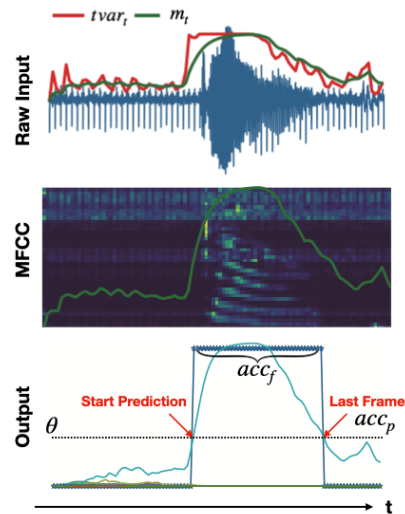 tvar_t m_t
Raw Input
MFCC
Output
acc_f
Start Prediction
Last Frame
θ
acc_p
t